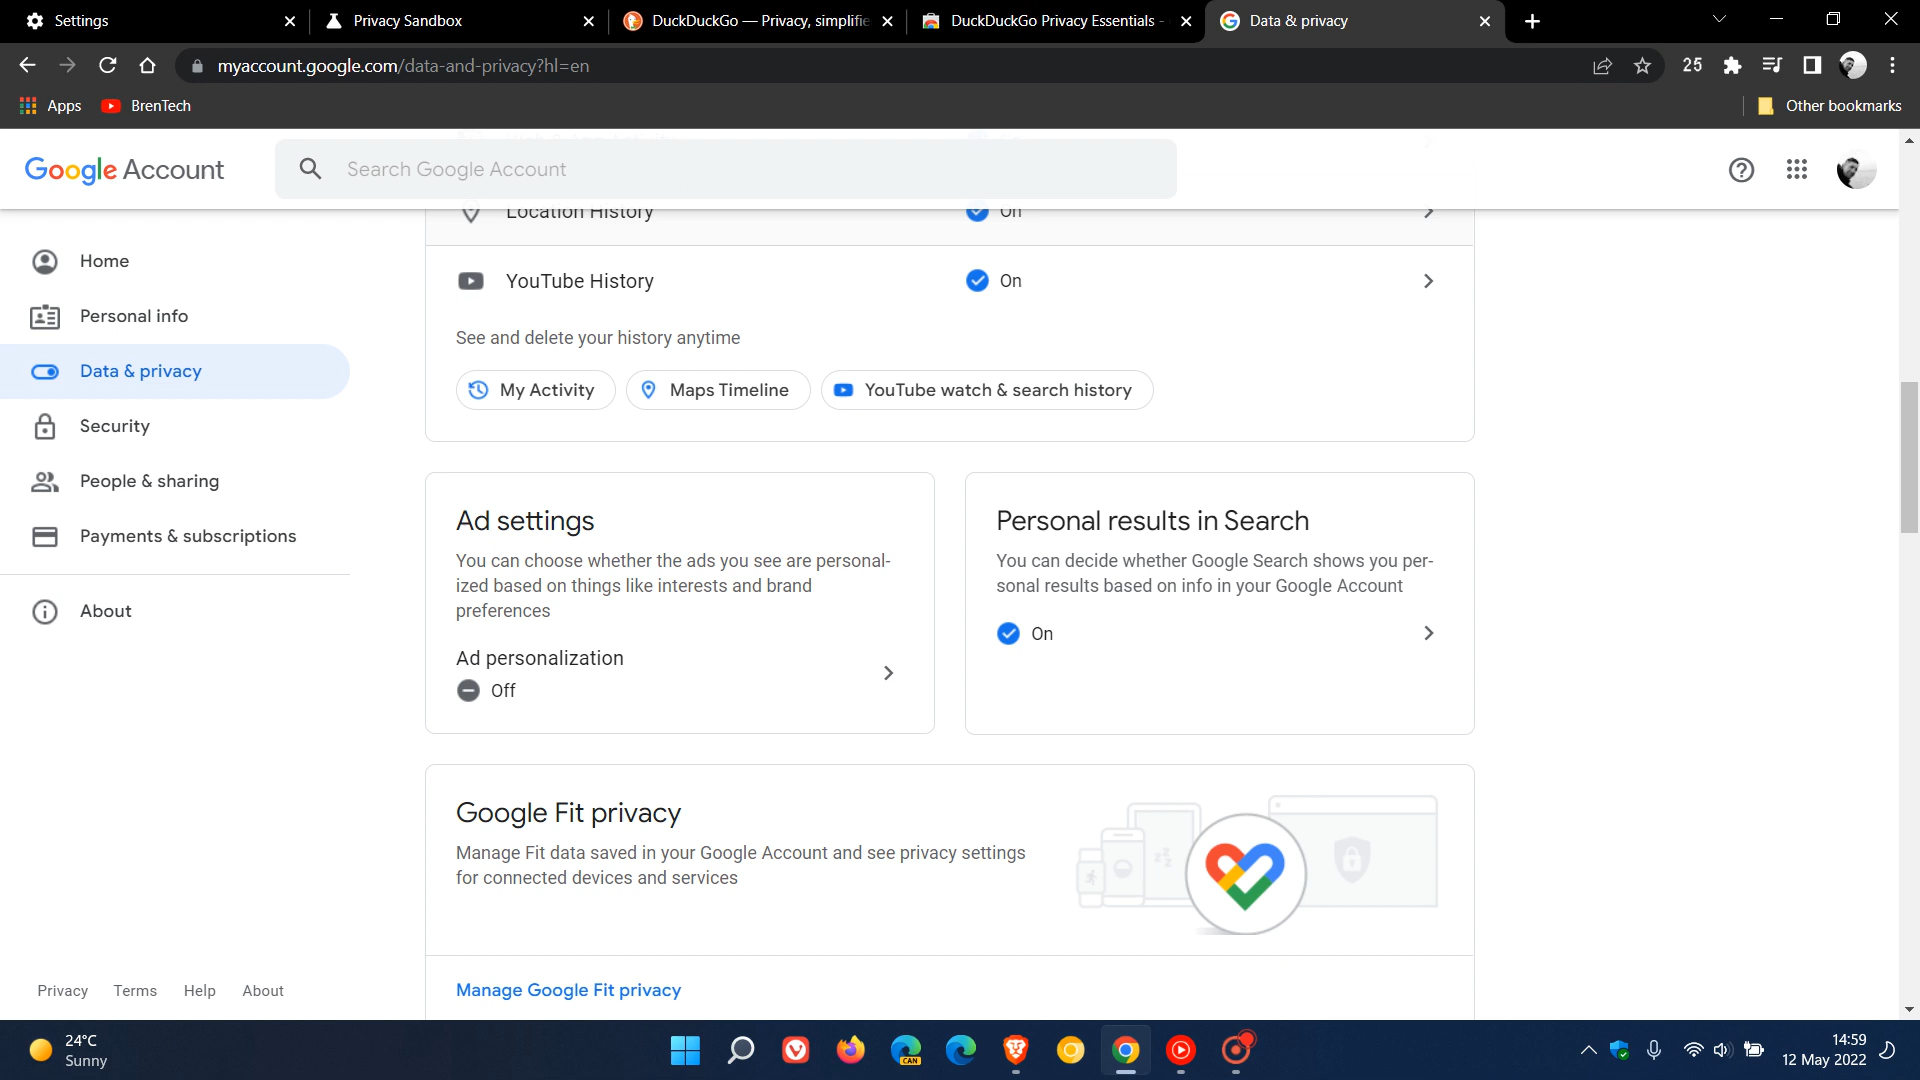 Settings
Privacy Sandbox
DuckDuckGo — Privacy, simplifie
DuckDuckGo Privacy Essentials -
Data & privacy
myaccount.google.com/data-and-privacy?hl=en
25
Apps
BrenTech
Other bookmarks
Google Account
Search Google Account
Location History
On
Home
YouTube History
On
Personal info
See and delete your history anytime
Data & privacy
My Activity
Maps Timeline
YouTube watch & search history
Security
People & sharing
Payments & subscriptions
About
Ad settings
You can choose whether the ads you see are personal-
ized based on things like interests and brand
preferences
Ad personalization
Off
Personal results in Search
You can decide whether Google Search shows you per-
sonal results based on info in your Google Account
On
Google Fit privacy
Manage Fit data saved in your Google Account and see privacy settings
for connected devices and services
Manage Google Fit privacy
Privacy
Terms
Help
About
24°C
Sunny
CAN
14:59
12 May 2022